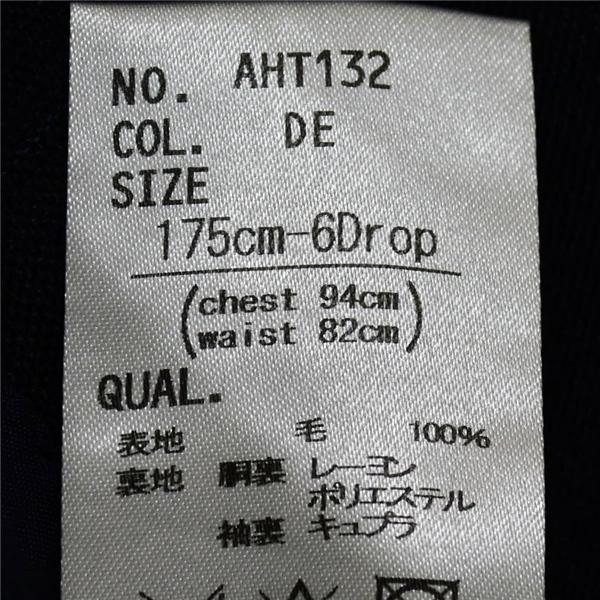 NO. AHT132
COL. DE
SIZE
175cm-6Drop
(chest 94cm
waist 82cm)
QUAL.
表地 毛 100%
裏地 胴裏 レーヨン
ポリエステル
袖裏 キュプラ